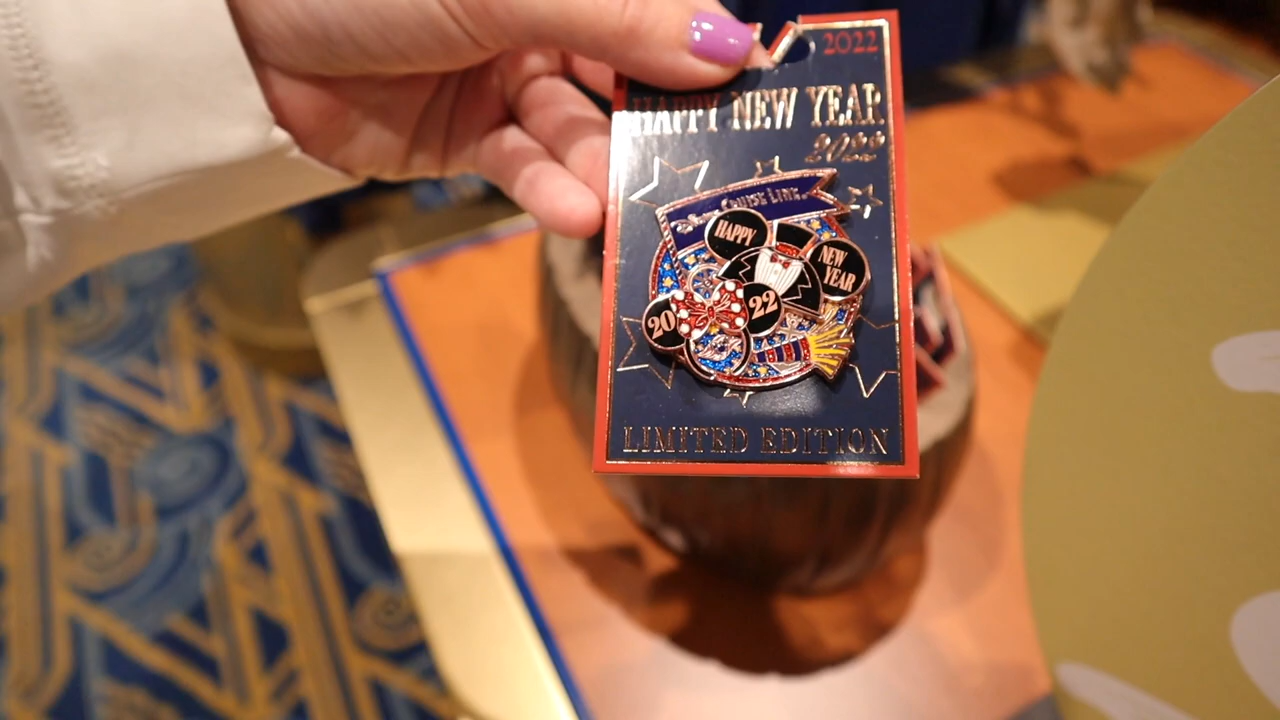 2022
HAPPY NEW YEAR
2022
Disney Cruise Line
HAPPY
NEW
YEAR
20
22
LIMITED EDITION